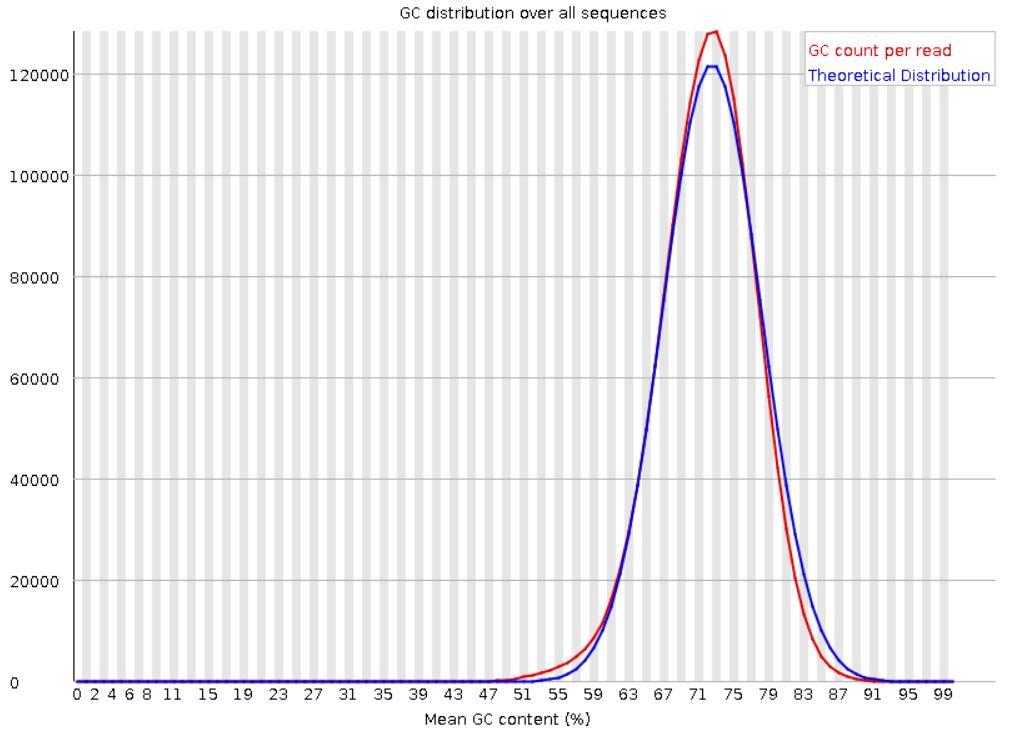 GC distribution over all sequences
GC count per read
Theoretical Distribution
120000
100000
80000
60000
40000
20000
0
0 2 4 6 8 11 15 19 23 27 31 35 39 43 47 51 55 59 63 67 71 75 79 83 87 91 95 99
Mean GC content (%)